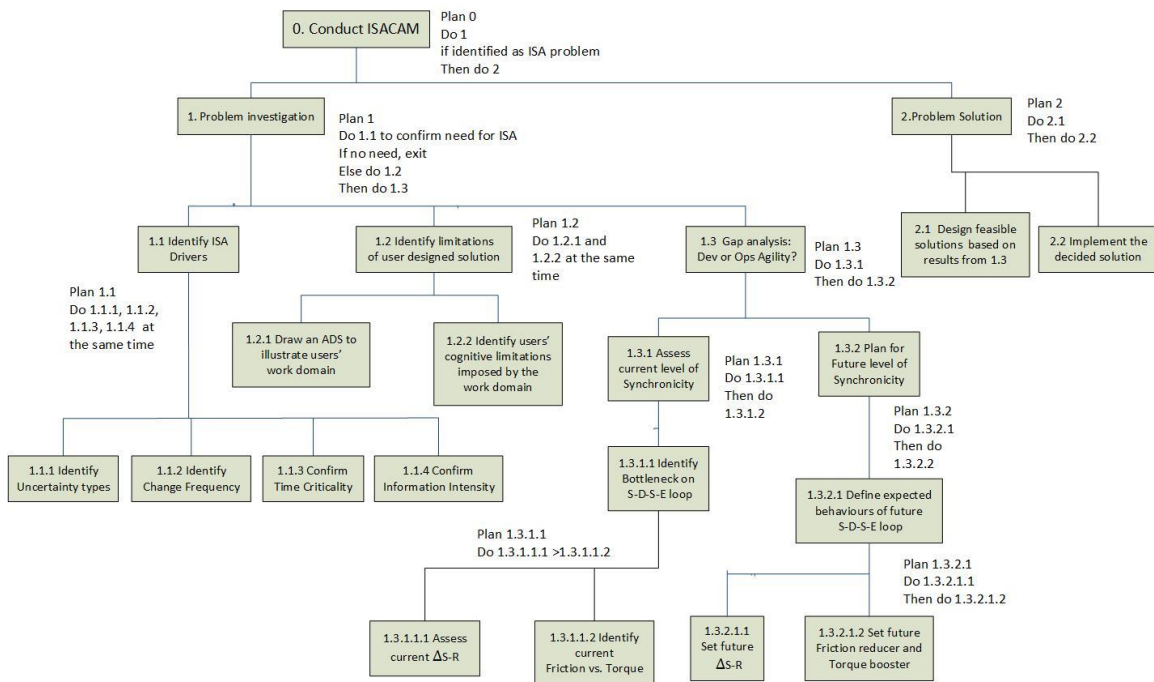 0. Conduct ISACAM
Plan 0
Do 1
if identified as ISA problem
Then do 2
1. Problem investigation
Plan 1
Do 1.1 to confirm need for ISA
If no need, exit
Else do 1.2
Then do 1.3
2.Problem Solution
Plan 2
Do 2.1
Then do 2.2
1.1 Identify ISA
Drivers
1.2 Identify limitations
of user designed solution
Plan 1.2
Do 1.2.1 and
1.2.2 at the same
time
1.3 Gap analysis:
Dev or Ops Agility?
Plan 1.3
Do 1.3.1
Then do 1.3.2
2.1 Design feasible
solutions based on
results from 1.3
2.2 Implement the
decided solution
Plan 1.1
Do 1.1.1, 1.1.2,
1.1.3, 1.1.4 at
the same time
1.2.1 Draw an ADS to
illustrate users'
work domain
1.2.2 Identify users'
cognitive limitations
imposed by the
work domain
1.3.1 Assess
current level of
Synchronicity
Plan 1.3.1
Do 1.3.1.1
Then do
1.3.1.2
1.3.2 Plan for
Future level of
Synchronicity
Plan 1.3.2
Do 1.3.2.1
Then do
1.3.2.2
1.1.1 Identify
Uncertainty types
1.1.2 Identify
Change Frequency
1.1.3 Confirm
Time Criticality
1.1.4 Confirm
Information Intensity
1.3.1.1 Identify
Bottleneck on
S-D-S-E loop
1.3.2.1 Define expected
behaviours of future
S-D-S-E loop
Plan 1.3.1.1
Do 1.3.1.1.1 >1.3.1.1.2
Plan 1.3.2.1
Do 1.3.2.1.1
Then do 1.3.2.1.2
1.3.1.1.1 Assess
current ΔS-R
1.3.1.1.2 Identify
current
Friction vs. Torque
1.3.2.1.1
Set future
ΔS-R
1.3.2.1.2 Set future
Friction reducer and
Torque booster